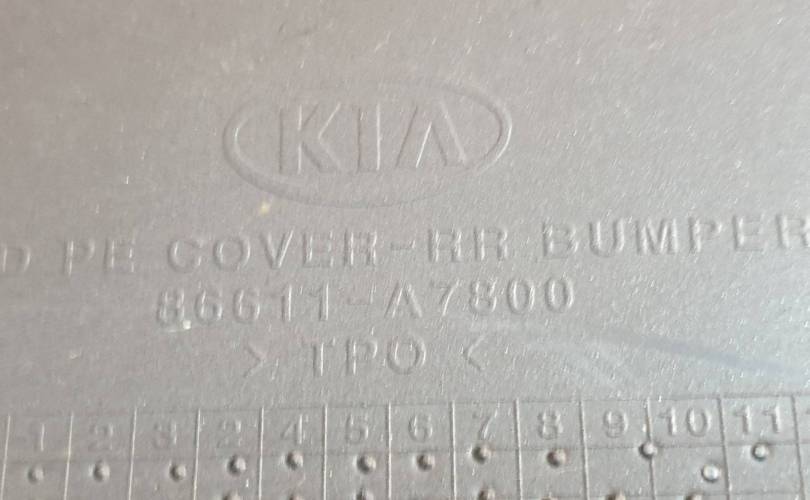 KIA
D PE COVER-RR BUMPER
86611-A7800
> TPO <
1 2 3 2 4 5 6 7 8 9 10 11